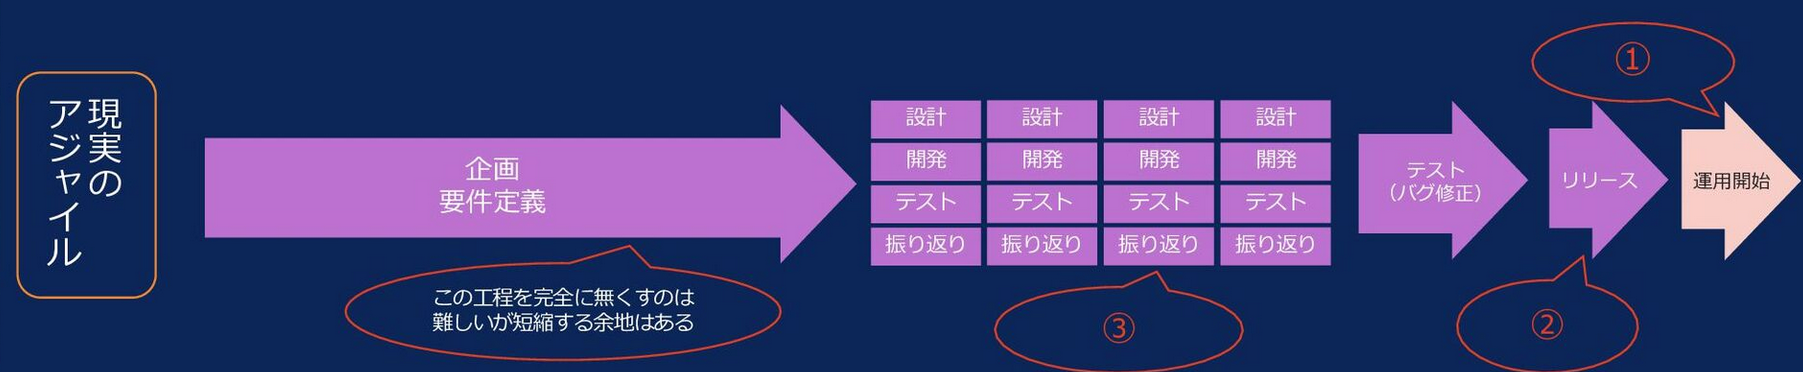 現実の
アジャイル
企画
要件定義
この工程を完全に無くすのは
難しいが短縮する余地はある
設計
開発
テスト
振り返り
設計
開発
テスト
振り返り
設計
開発
テスト
振り返り
設計
開発
テスト
振り返り
③
テスト
（バグ修正）
リリース
②
運用開始
①